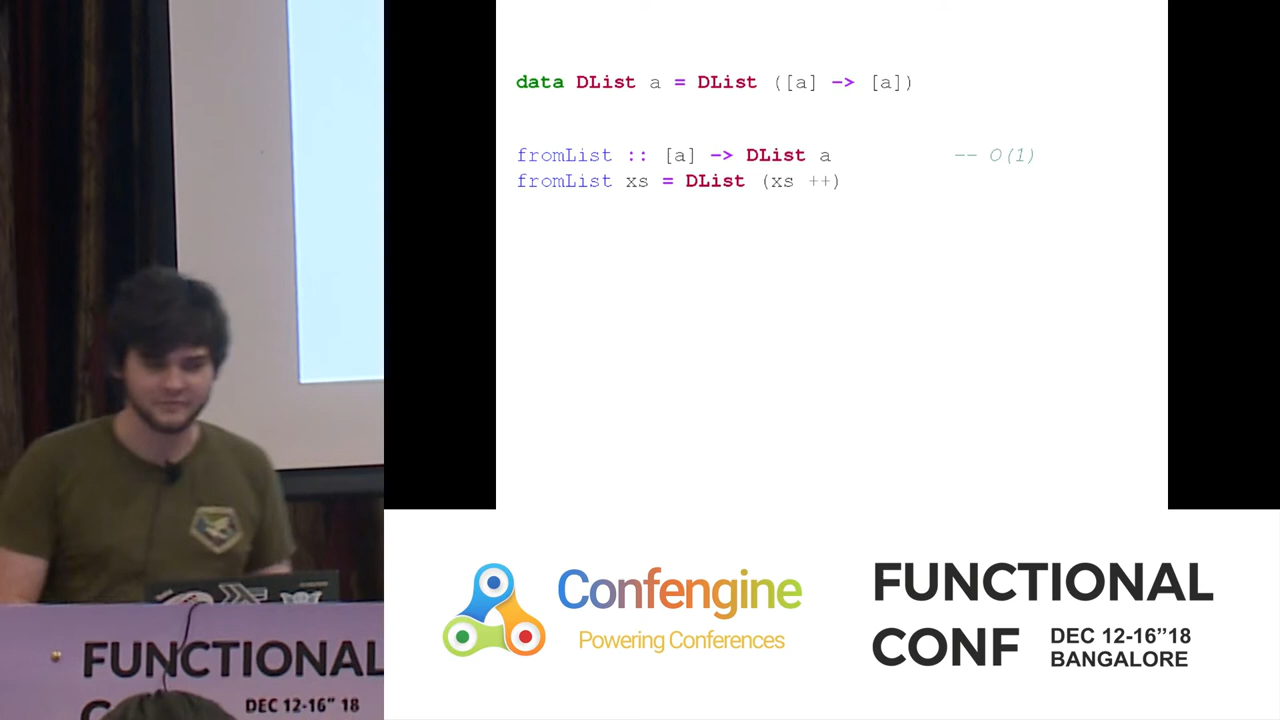 data DList a = DList ([a] -> [a])
fromList :: [a] -> DList a -- O(1)
fromList xs = DList (xs ++)
Confengine
Powering Conferences
FUNCTIONAL
CONF DEC 12-16”18
BANGALORE
FUNCTIONAL
DEC 12-16” 18